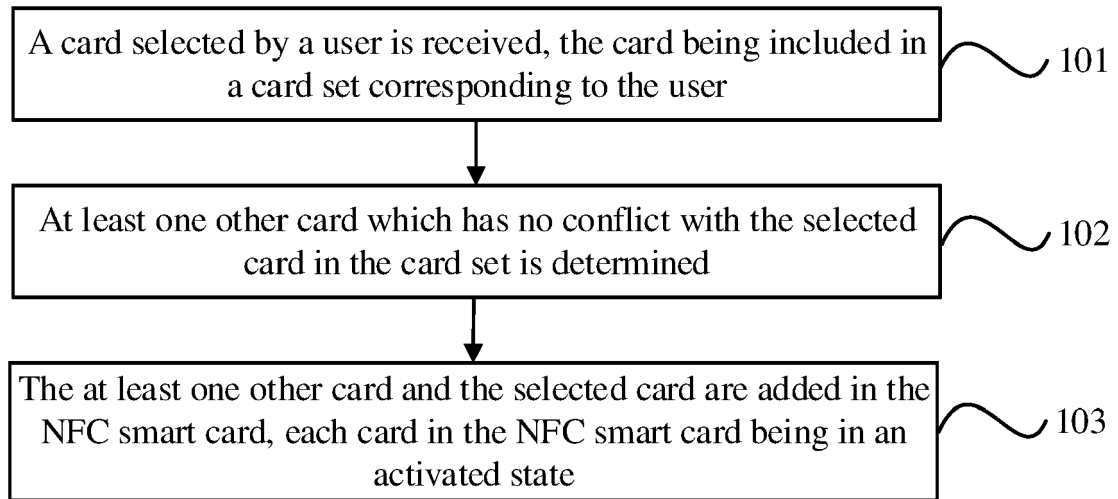 A card selected by a user is received, the card being included in
a card set corresponding to the user
101
At least one other card which has no conflict with the selected
card in the card set is determined
102
The at least one other card and the selected card are added in the
NFC smart card, each card in the NFC smart card being in an
activated state
103